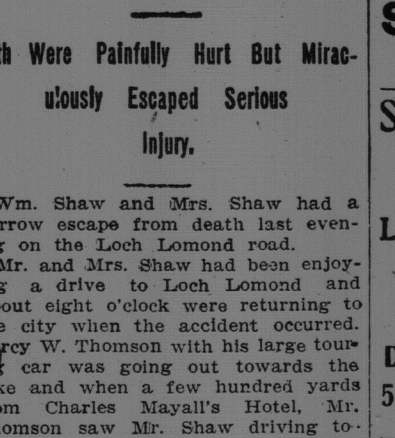 th Were Painfully Hurt But Mirac-
ulously Escaped Serious
Injury.
Wm. Shaw and Mrs. Shaw had a
rrow escape from death last even-
g on the Loch Lomond road.
Mr. and Mrs. Shaw had been enjoy-
g a drive to Loch Lomond and
out eight o'clock were returning to
e city when the accident occurred.
rcy W. Thomson with his large tour-
g car was going out towards the
ke and when a few hundred yards
om Charles Mayall's Hotel, Mr.
omson saw Mr. Shaw driving to-
S
L
D
5